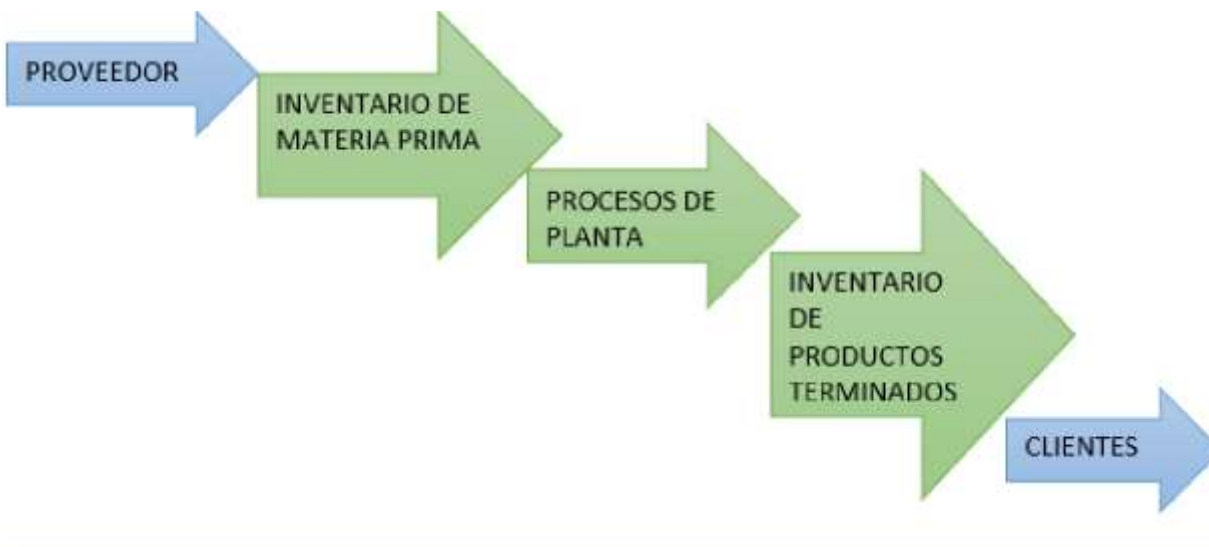 PROVEEDOR
INVENTARIO DE
MATERIA PRIMA
PROCESOS DE
PLANTA
INVENTARIO
DE
PRODUCTOS
TERMINADOS
CLIENTES